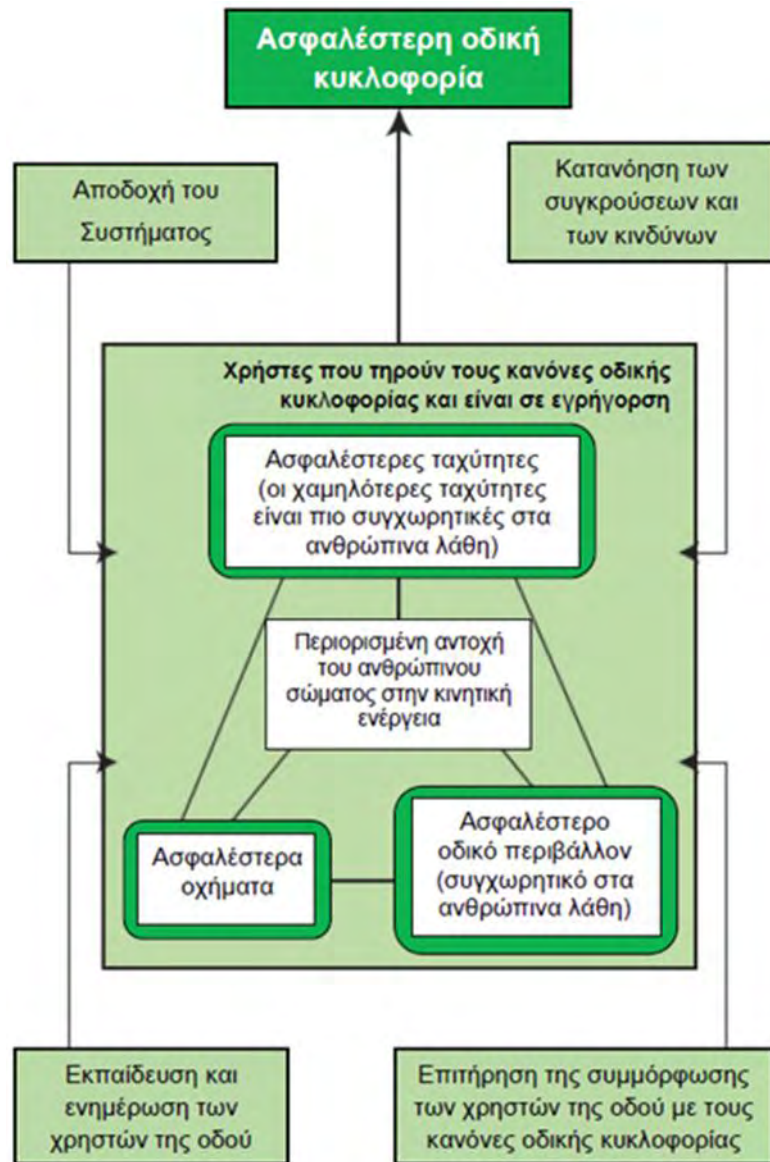 Ασφαλέστερη οδική
κυκλοφορία
Αποδοχή του
Συστήματος
Κατανόηση των
συγκρούσεων και
των κινδύνων
Χρήστες που τηρούν τους κανόνες οδικής
κυκλοφορίας και είναι σε εγρήγορση
Ασφαλέστερες ταχύτητες
(οι χαμηλότερες ταχύτητες
είναι πιο συγχωρητικές στα
ανθρώπινα λάθη)
Περιορισμένη αντοχή
του ανθρώπινου
σώματος στην κινητική
ενέργεια
Ασφαλέστερα
οχήματα
Ασφαλέστερο
οδικό περιβάλλον
(συγχωρητικό στα
ανθρώπινα λάθη)
Εκπαίδευση και
ενημέρωση των
χρηστών της οδού
Επιτήρηση της συμμόρφωσης
των χρηστών της οδού με τους
κανόνες οδικής κυκλοφορίας